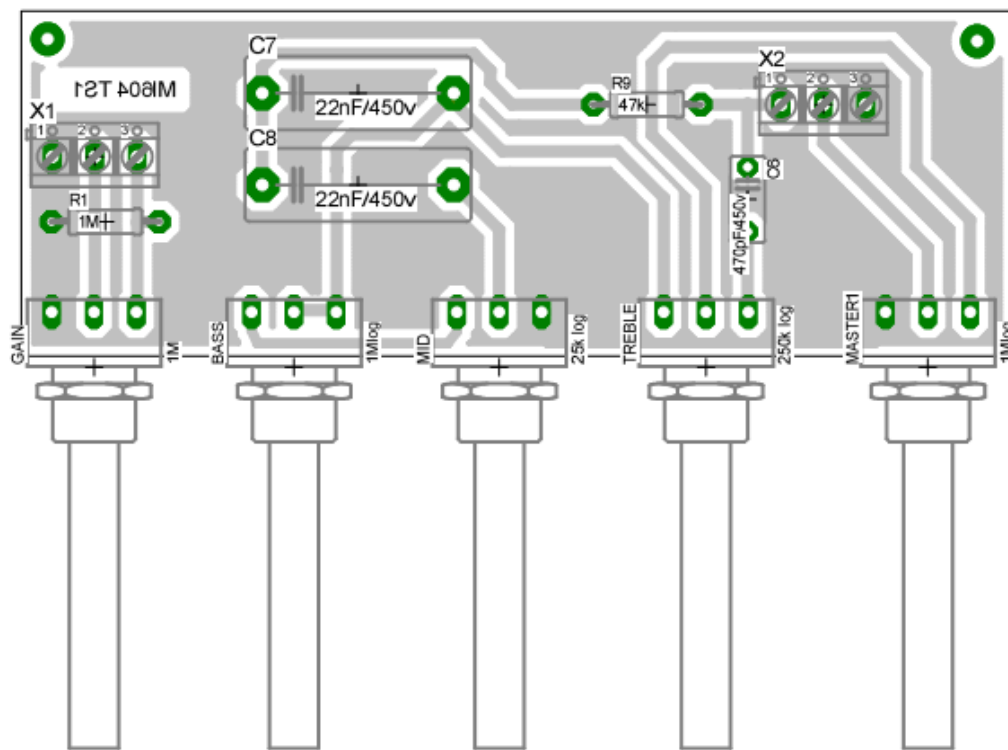 C7
X2
R9
1 2 3
MI604 TS1
22nF/450v
47k
X1
1 2 3
C8
C6
R1
1M
22nF/450v
470pF/450v
GAIN
1M
BASS
1Mlog
MID
25k log
TREBLE
250k log
MASTER1
1Mlog